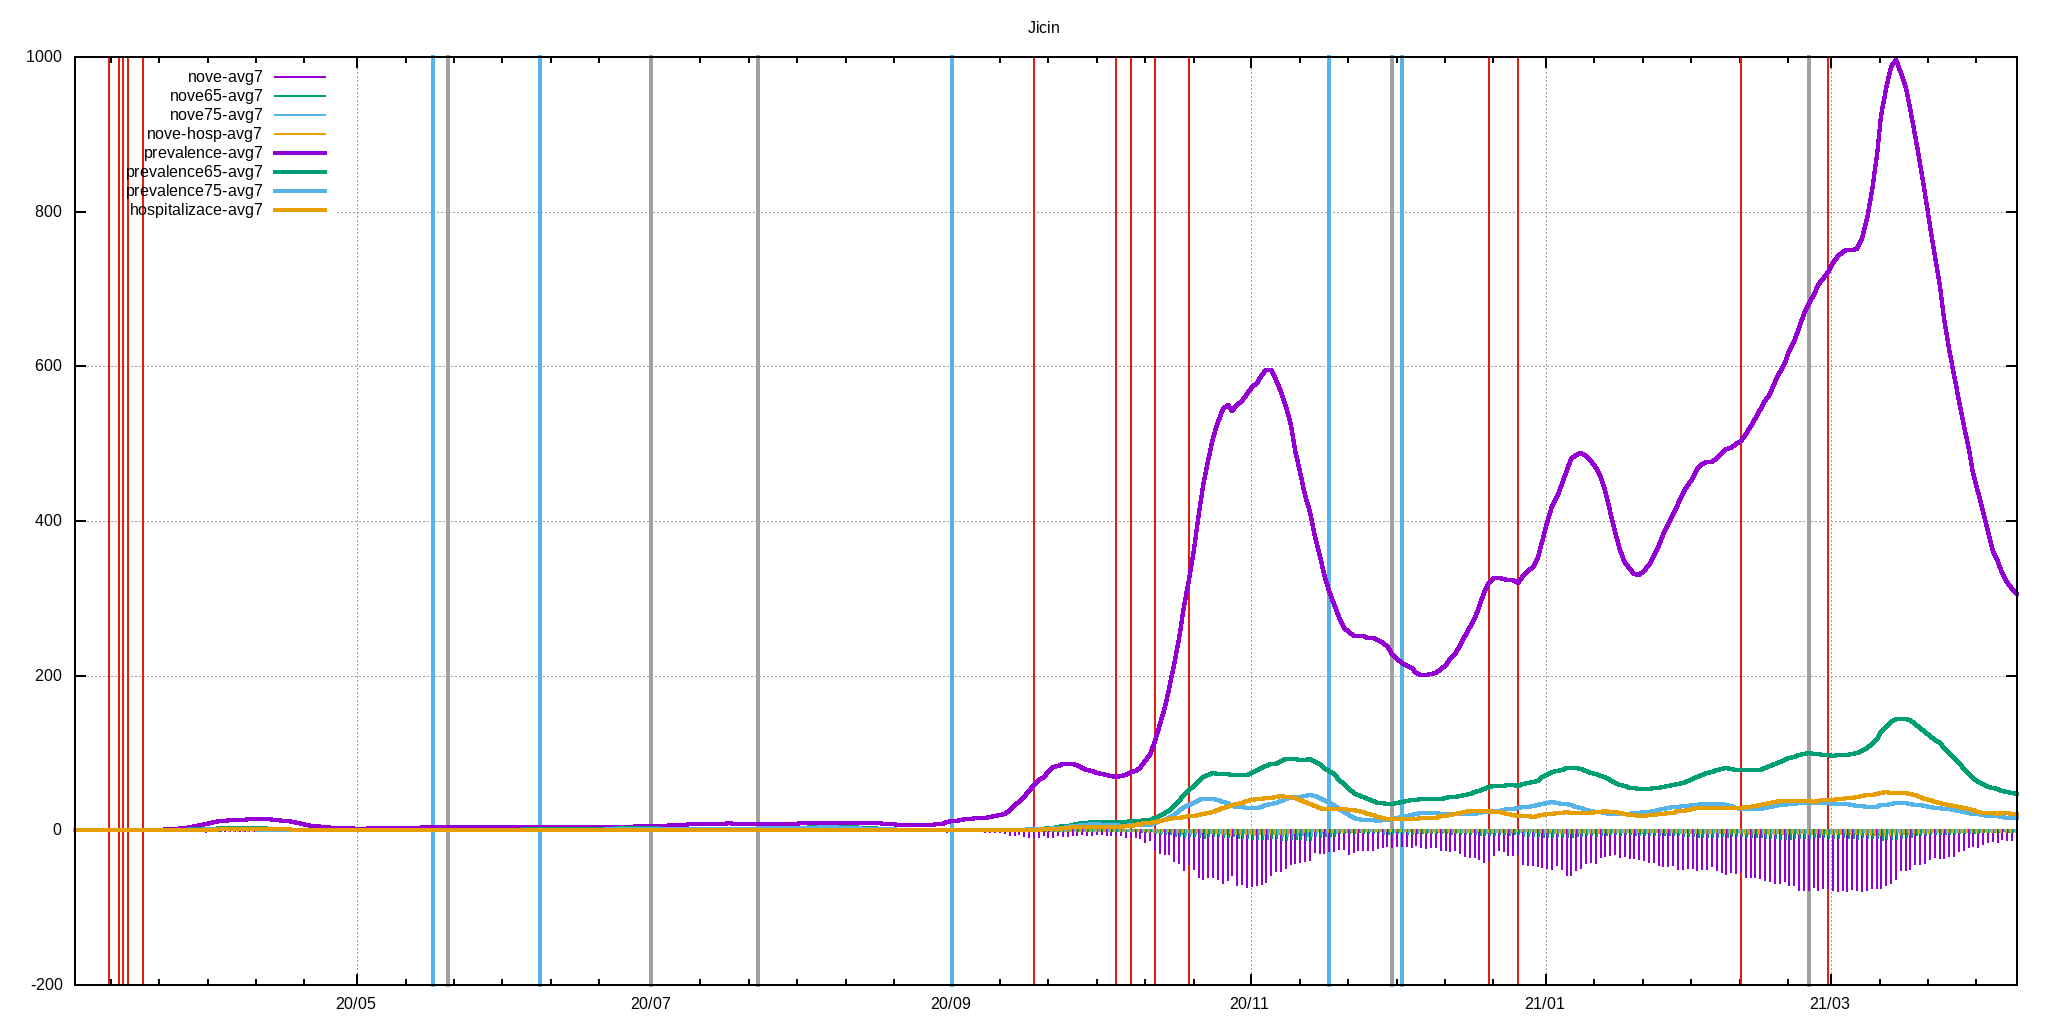 Jicin
1000
800
600
400
200
0
-200
nove-avg7
nove65-avg7
nove75-avg7
nove-hosp-avg7
prevalence-avg7
prevalence65-avg7
prevalence75-avg7
hospitalizace-avg7
20/05 20/07 20/09 20/11 21/01 21/03